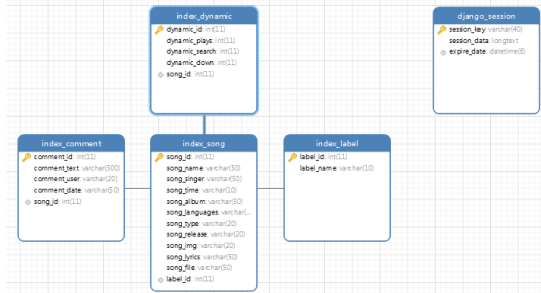 index_dynamic
dynamic_id: int(11)
dynamic_plays: int(11)
dynamic_search: int(11)
dynamic_down: int(11)
song_id: int(11)
django_session
session_key: varchar(40)
session_data: longtext
expire_date: datetime(6)
index_comment
comment_id: int(11)
comment_text: varchar(500)
comment_user: varchar(20)
comment_date: varchar(50)
song_id: int(11)
index_song
song_id: int(11)
song_name: varchar(50)
song_singer: varchar(50)
song_time: varchar(10)
song_album: varchar(50)
song_languages: varchar(...
song_type: varchar(20)
song_release: varchar(20)
song_img: varchar(20)
song_lyrics: varchar(50)
song_file: varchar(50)
label_id: int(11)
index_label
label_id: int(11)
label_name: varchar(10)